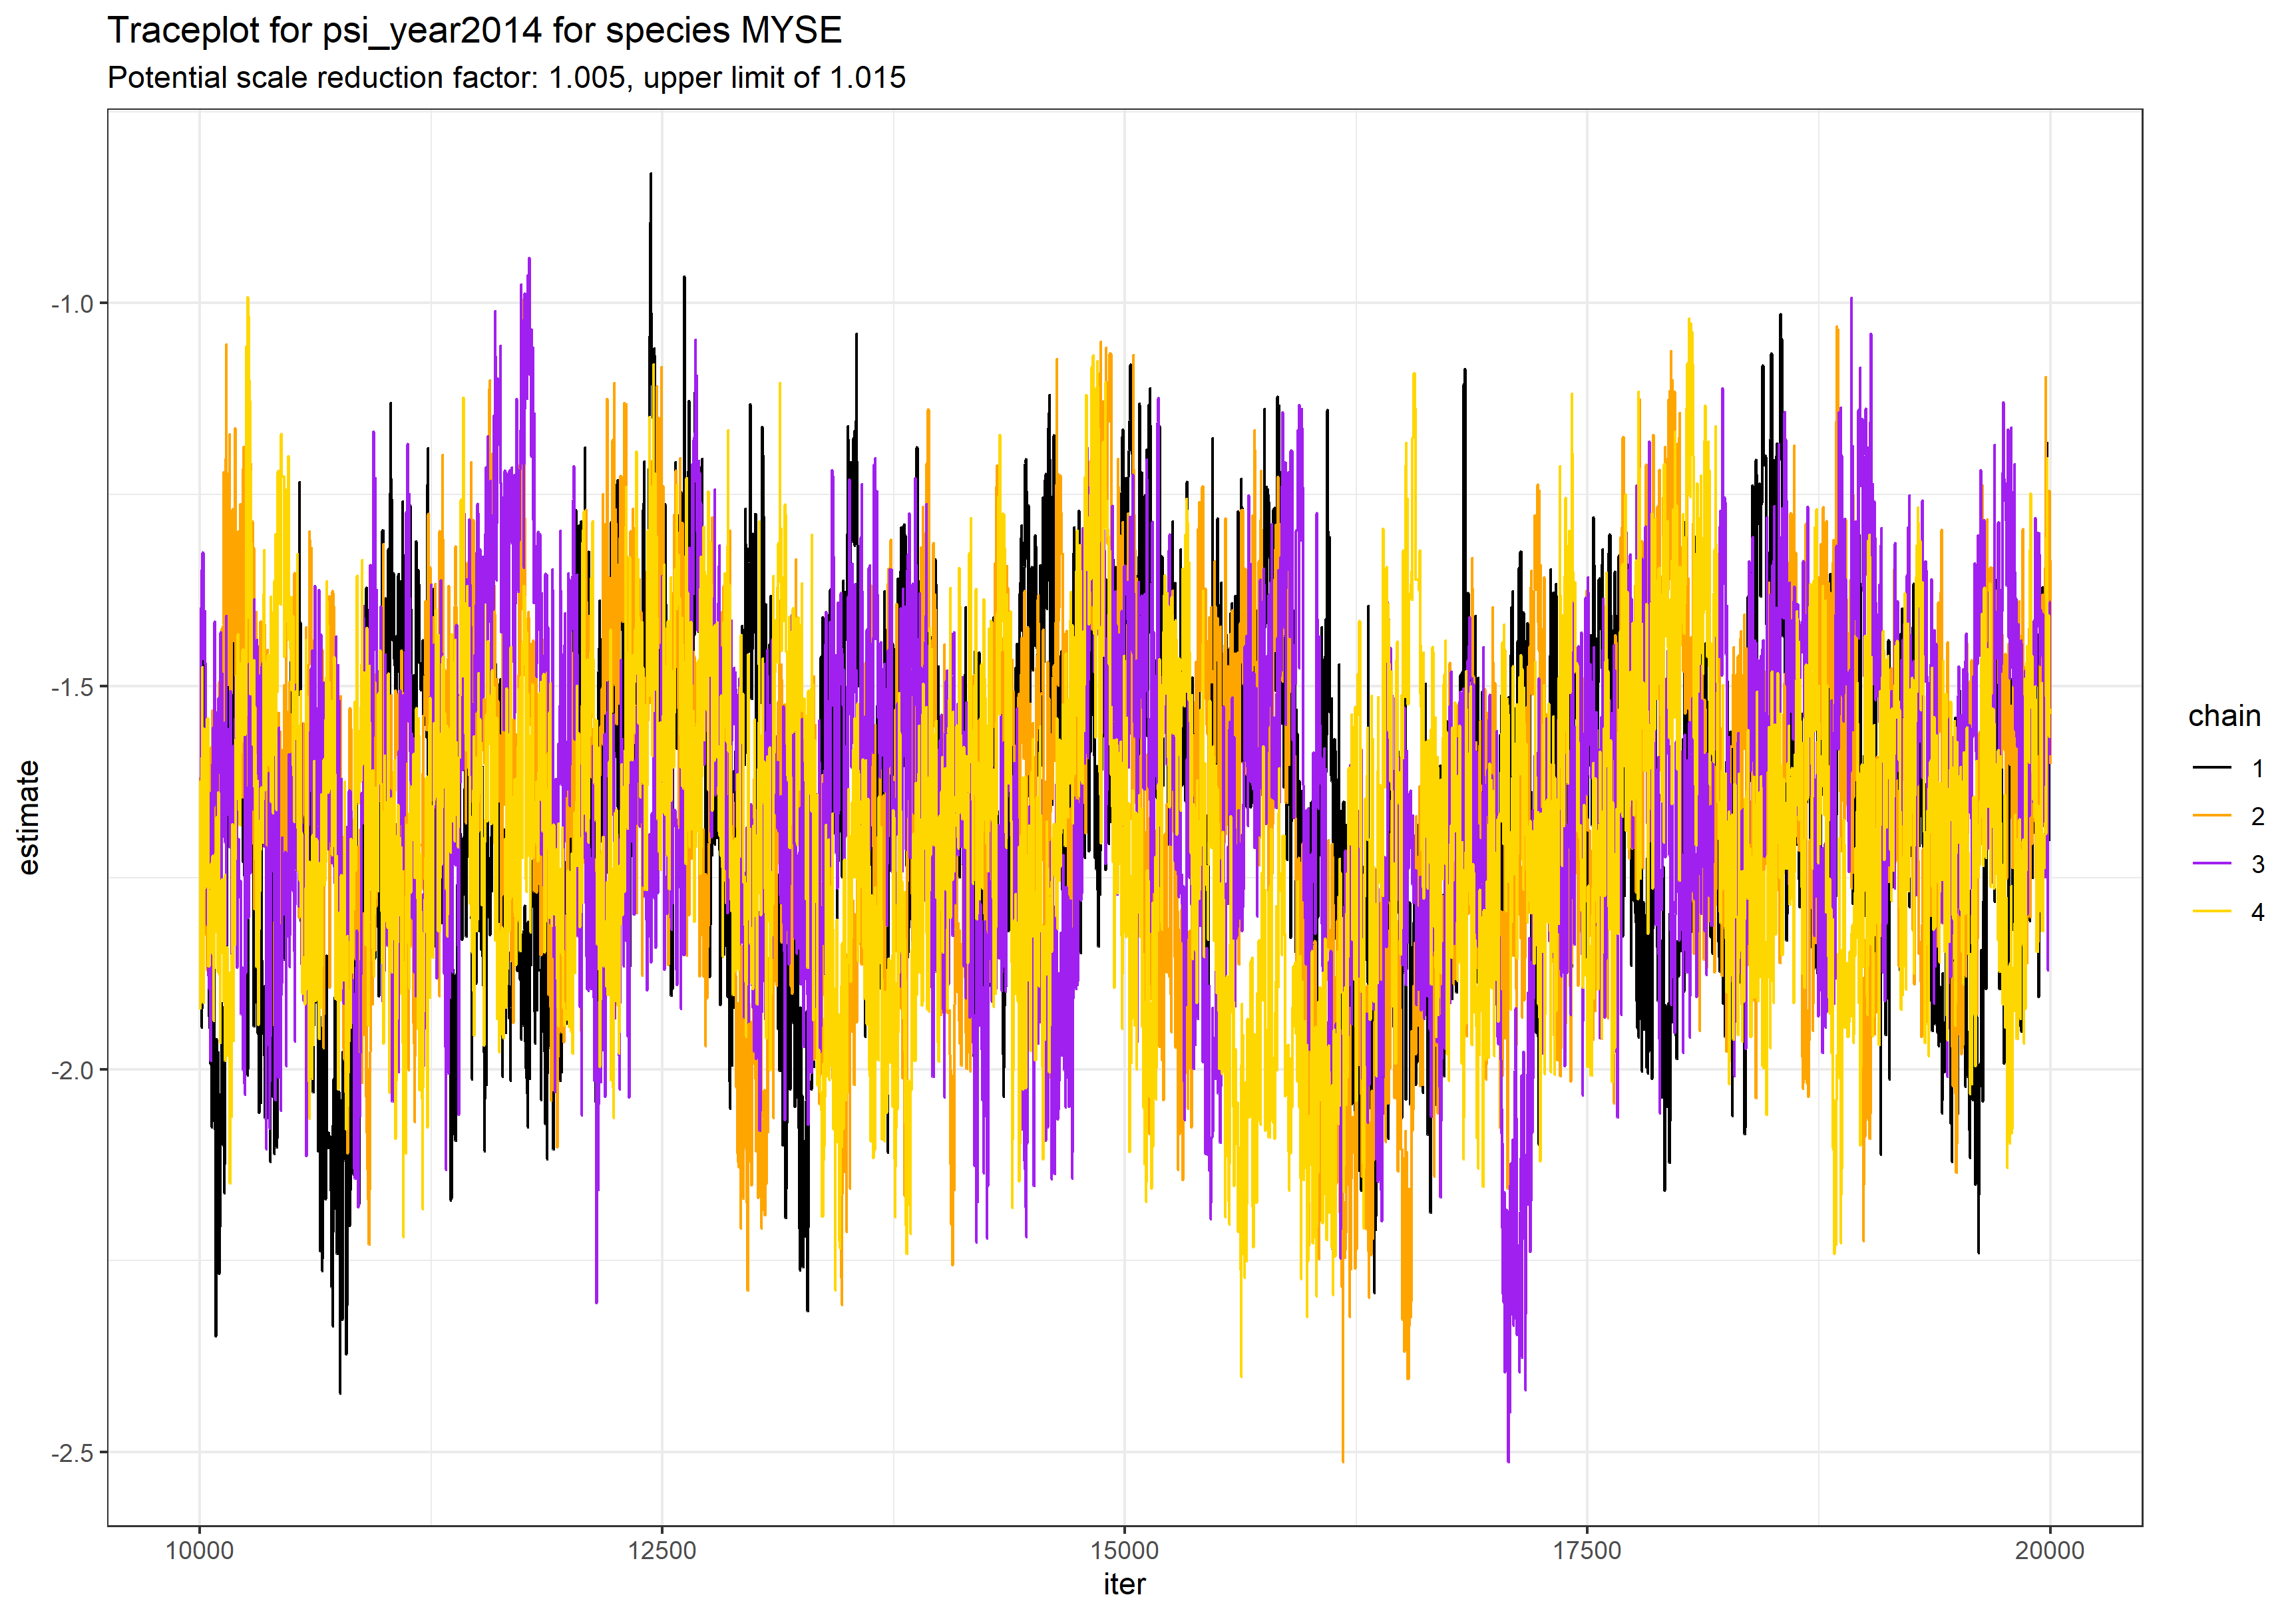 Traceplot for psi_year2014 for species MYSE
Potential scale reduction factor: 1.005, upper limit of 1.015
-1.0
-1.5
-2.0
-2.5
estimate
10000
12500
15000
17500
20000
iter
chain
1
2
3
4